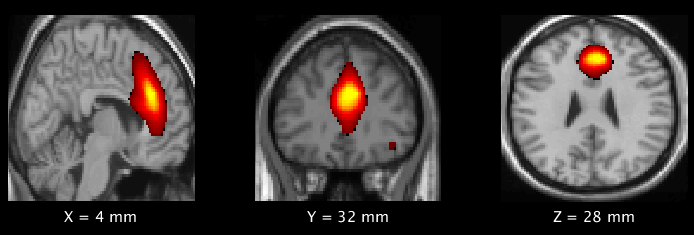 X = 4 mm
Y = 32 mm
Z = 28 mm